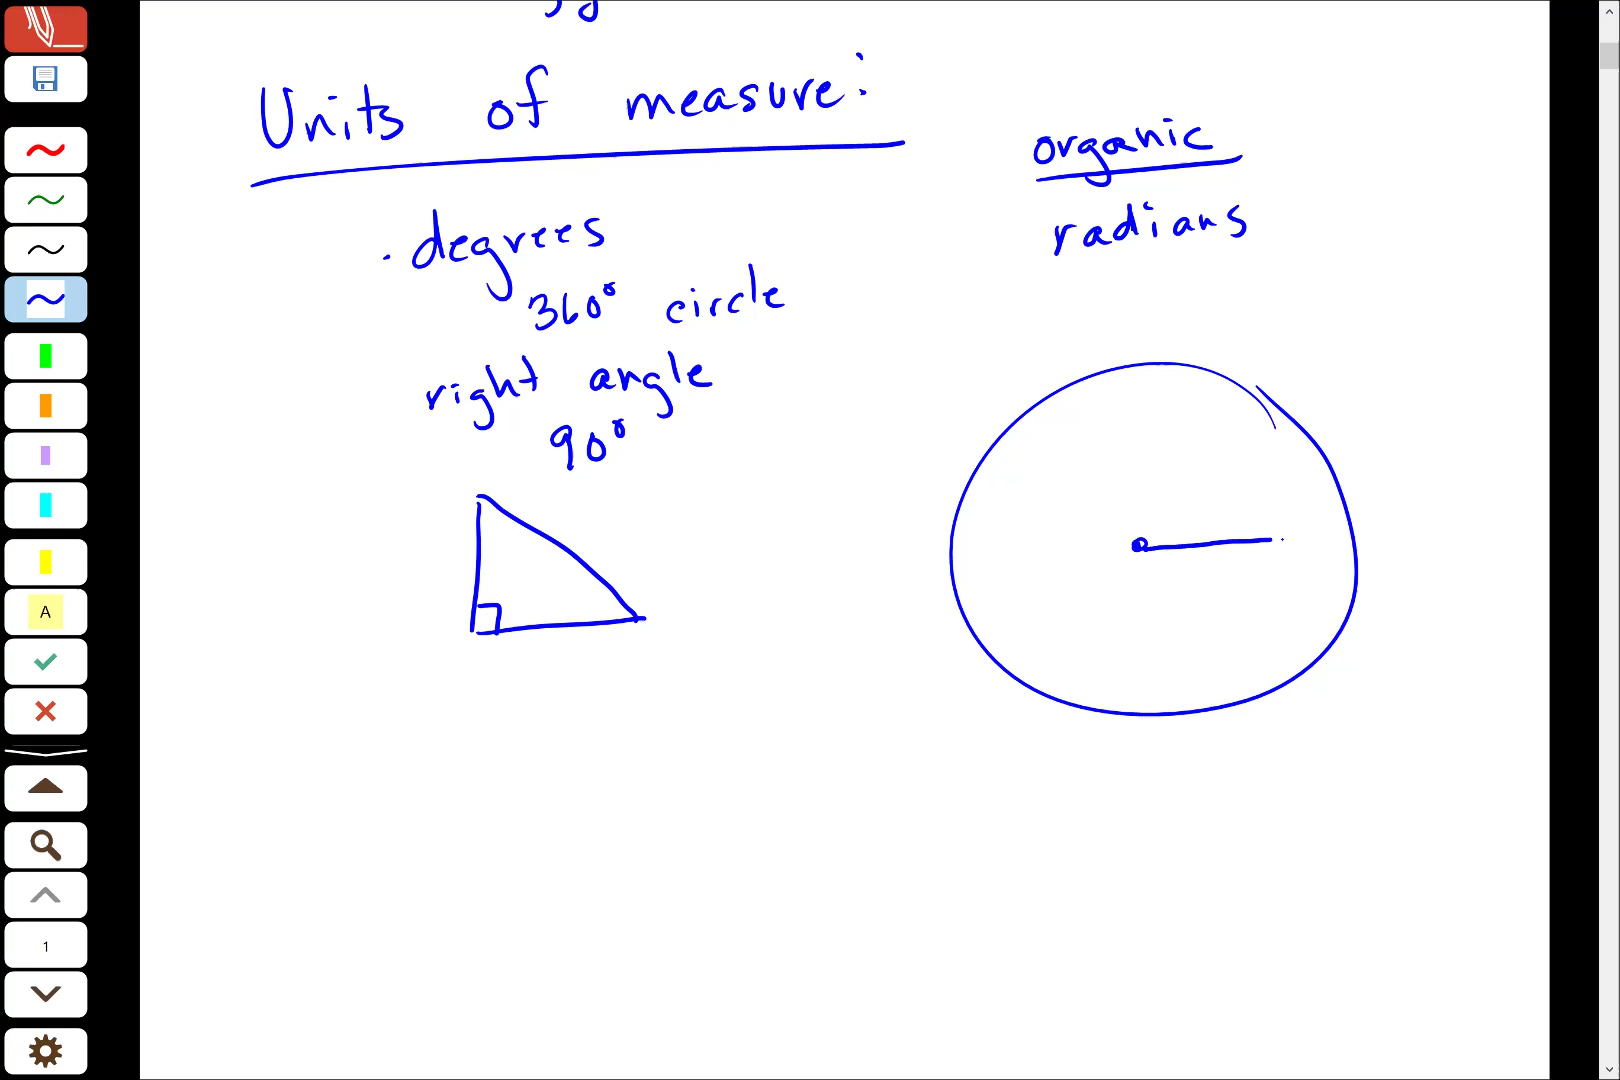 Units of measure:
· degrees
360° circle
right angle
90°
organic
radians
A
1